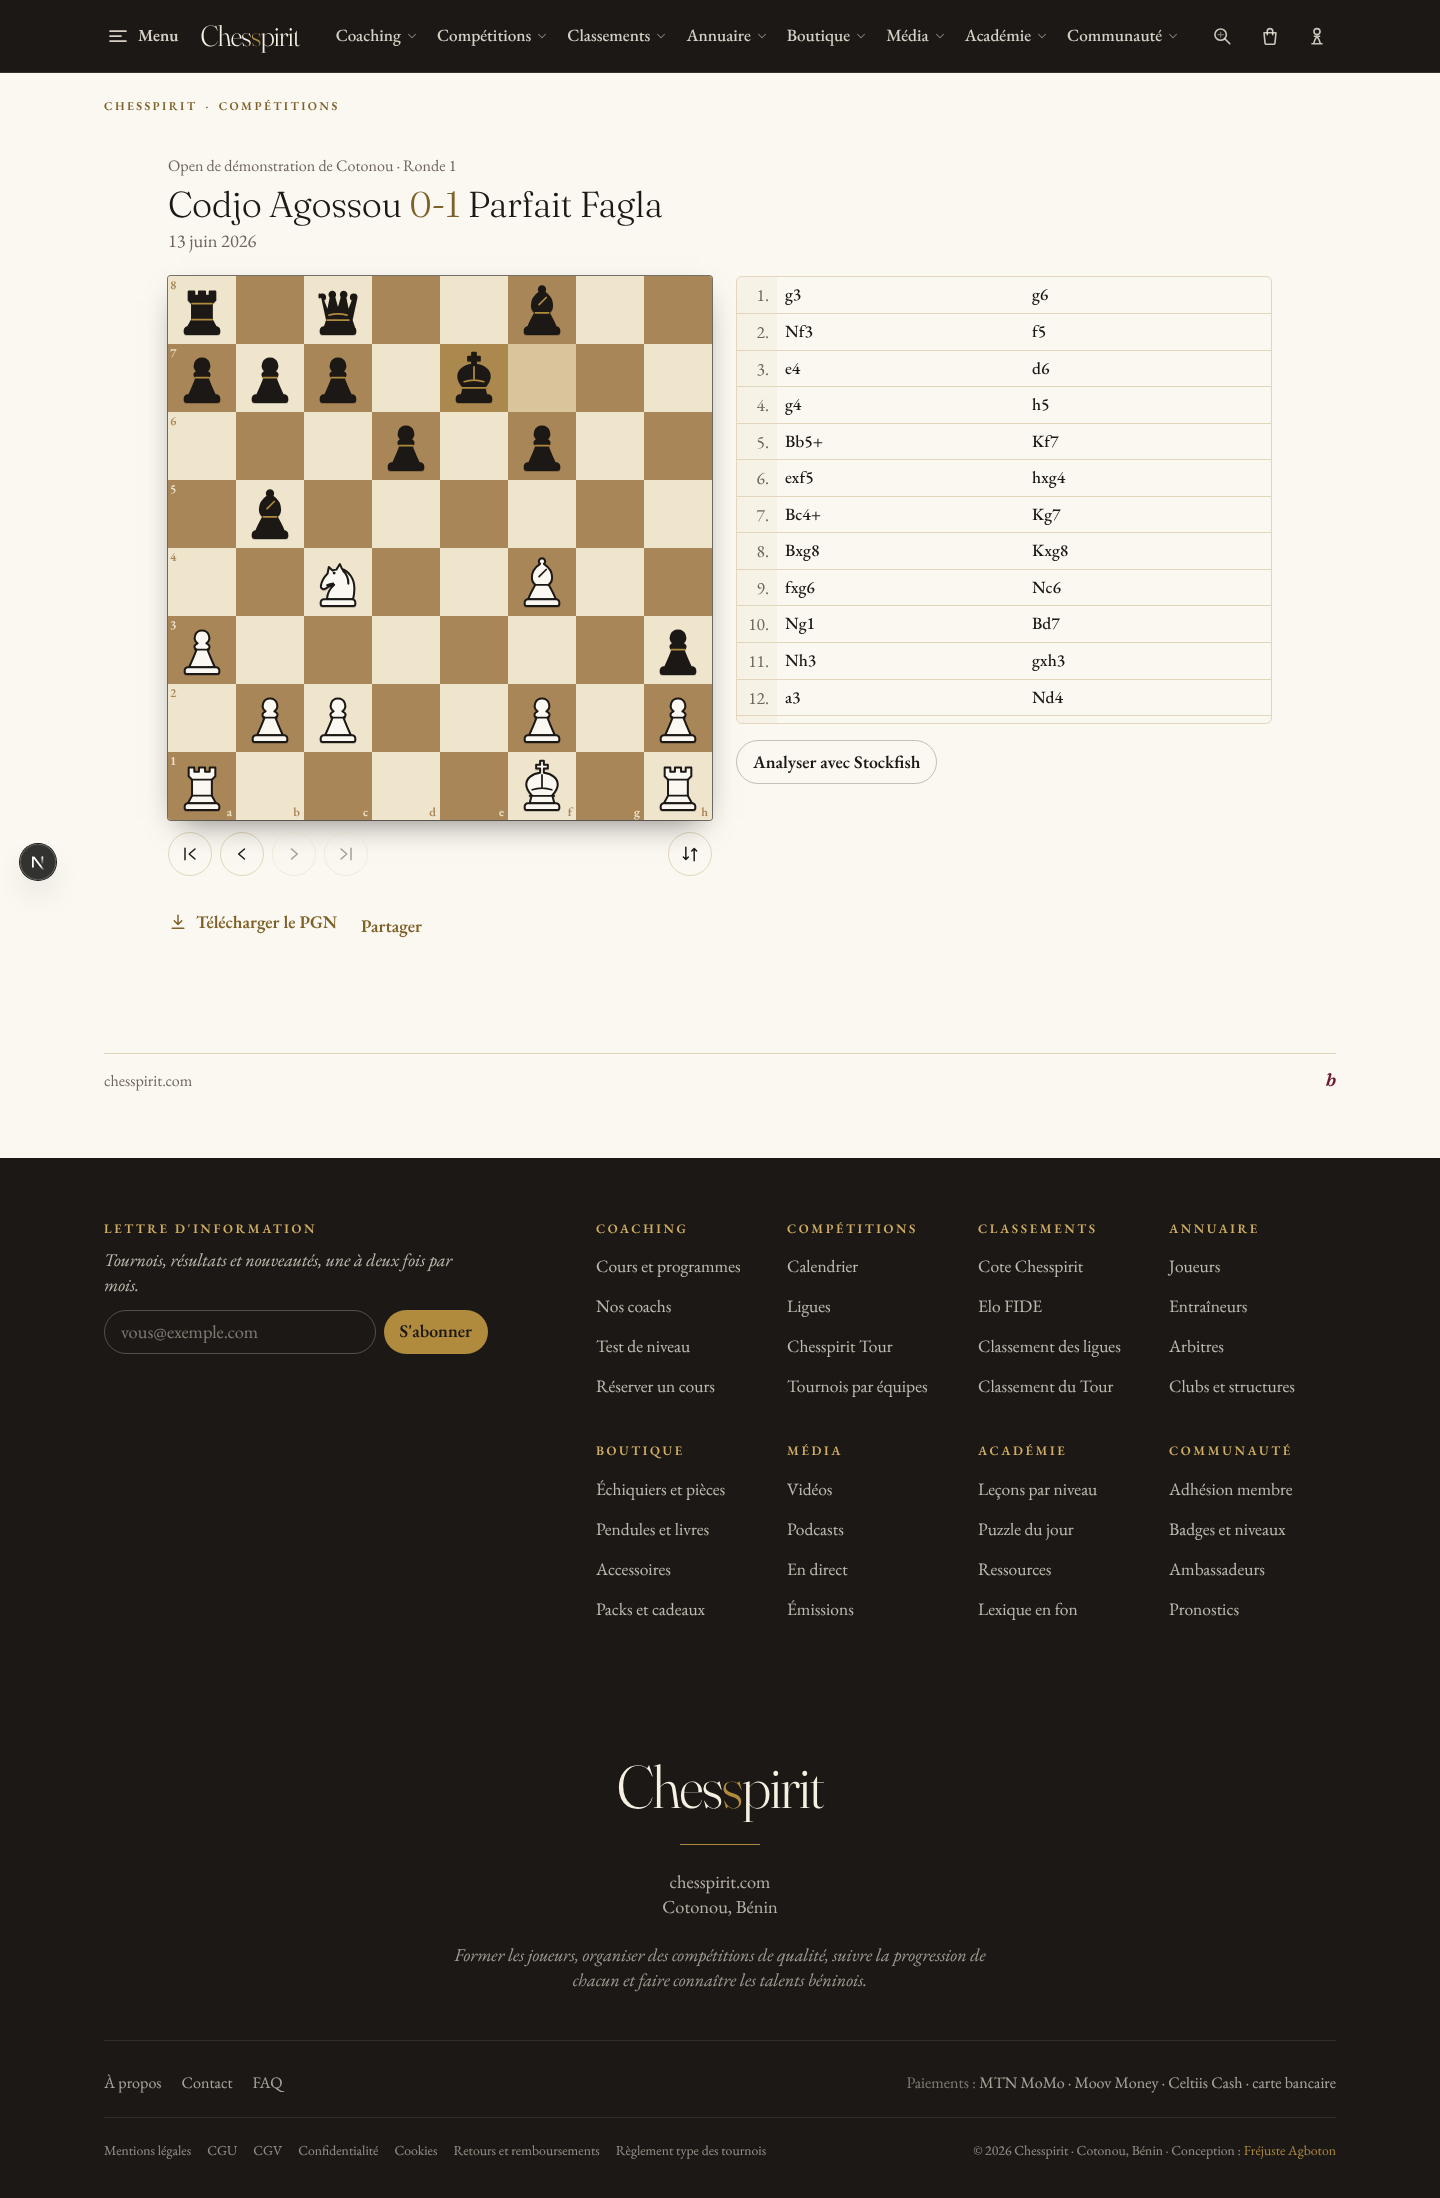 Menu
Chesspirit
Coaching
Compétitions
Classements
Annuaire
Boutique
Média
Académie
Communauté
CHESSPIRIT · COMPÉTITIONS
Open de démonstration de Cotonou · Ronde 1
Codjo Agossou 0-1 Parfait Fagla
13 juin 2026
8
7
6
5
4
3
2
1
a b c d e f g h
1. g3 g6
2. Nf3 f5
3. e4 d6
4. g4 h5
5. Bb5+ Kf7
6. exf5 hxg4
7. Bc4+ Kg7
8. Bxg8 Kxg8
9. fxg6 Nc6
10. Ng1 Bd7
11. Nh3 gxh3
12. a3 Nd4
Analyser avec Stockfish
N
Télécharger le PGN
Partager
chesspirit.com
b
LETTRE D'INFORMATION
Tournois, résultats et nouveautés, une à deux fois par
mois.
vous@exemple.com
S'abonner
COACHING
Cours et programmes
Nos coachs
Test de niveau
Réserver un cours
COMPÉTITIONS
Calendrier
Ligues
Chesspirit Tour
Tournois par équipes
CLASSEMENTS
Cote Chesspirit
Elo FIDE
Classement des ligues
Classement du Tour
ANNUAIRE
Joueurs
Entraîneurs
Arbitres
Clubs et structures
BOUTIQUE
Échiquiers et pièces
Pendules et livres
Accessoires
Packs et cadeaux
MÉDIA
Vidéos
Podcasts
En direct
Émissions
ACADÉMIE
Leçons par niveau
Puzzle du jour
Ressources
Lexique en fon
COMMUNAUTÉ
Adhésion membre
Badges et niveaux
Ambassadeurs
Pronostics
Chesspirit
chesspirit.com
Cotonou, Bénin
Former les joueurs, organiser des compétitions de qualité, suivre la progression de
chacun et faire connaître les talents béninois.
À propos
Contact
FAQ
Paiements : MTN MoMo · Moov Money · Celtiis Cash · carte bancaire
Mentions légales
CGU
CGV
Confidentialité
Cookies
Retours et remboursements
Règlement type des tournois
© 2026 Chesspirit · Cotonou, Bénin · Conception : Fréjuste Agboton